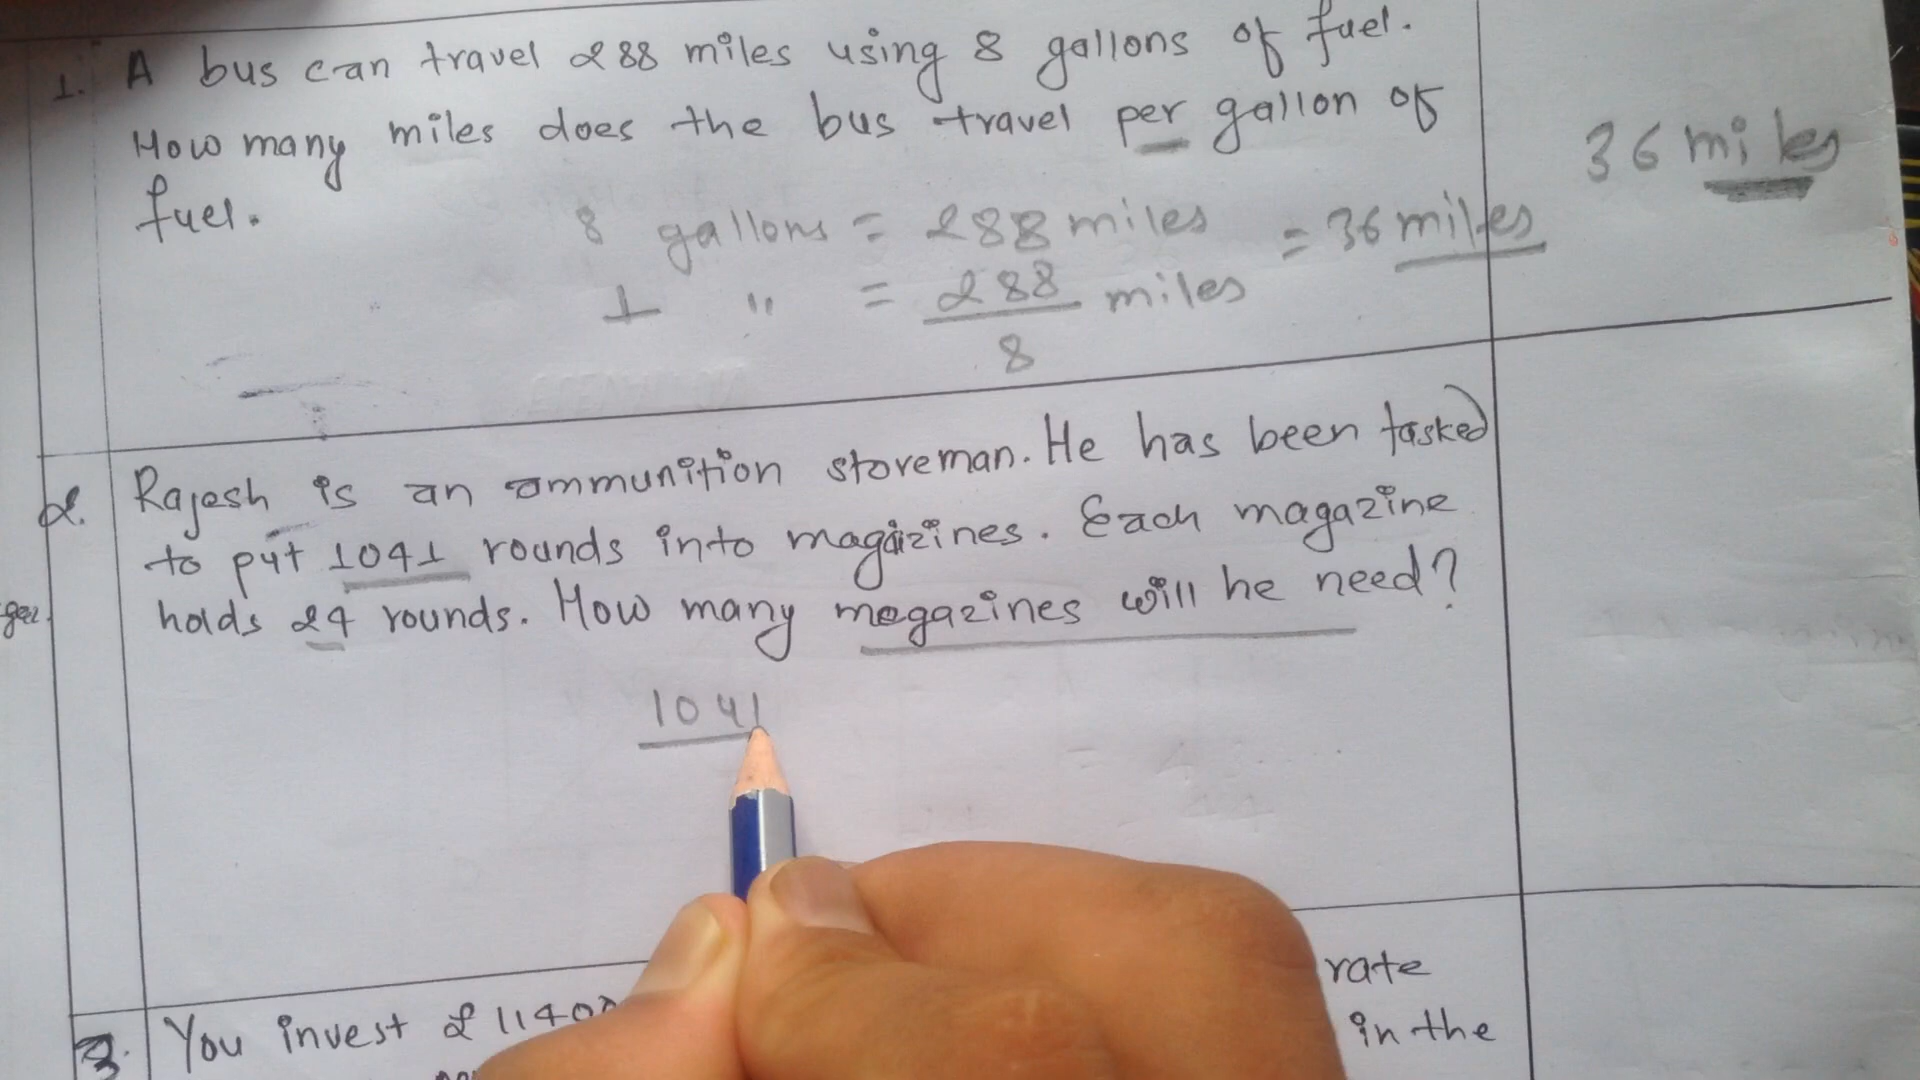 1. A bus can travel 288 miles using 8 gallons of fuel.
How many miles does the bus travel per gallon of
fuel.
8 gallons = 288 miles = 36 miles
1 " = 288 miles
8
36 miles
2. Rajesh is an ammunition storeman. He has been tasked
to put 1041 rounds into magizines. Each magazine
holds 24 rounds. How many megazines will he need?
1041
3. You invest £ 1140
rate
in the